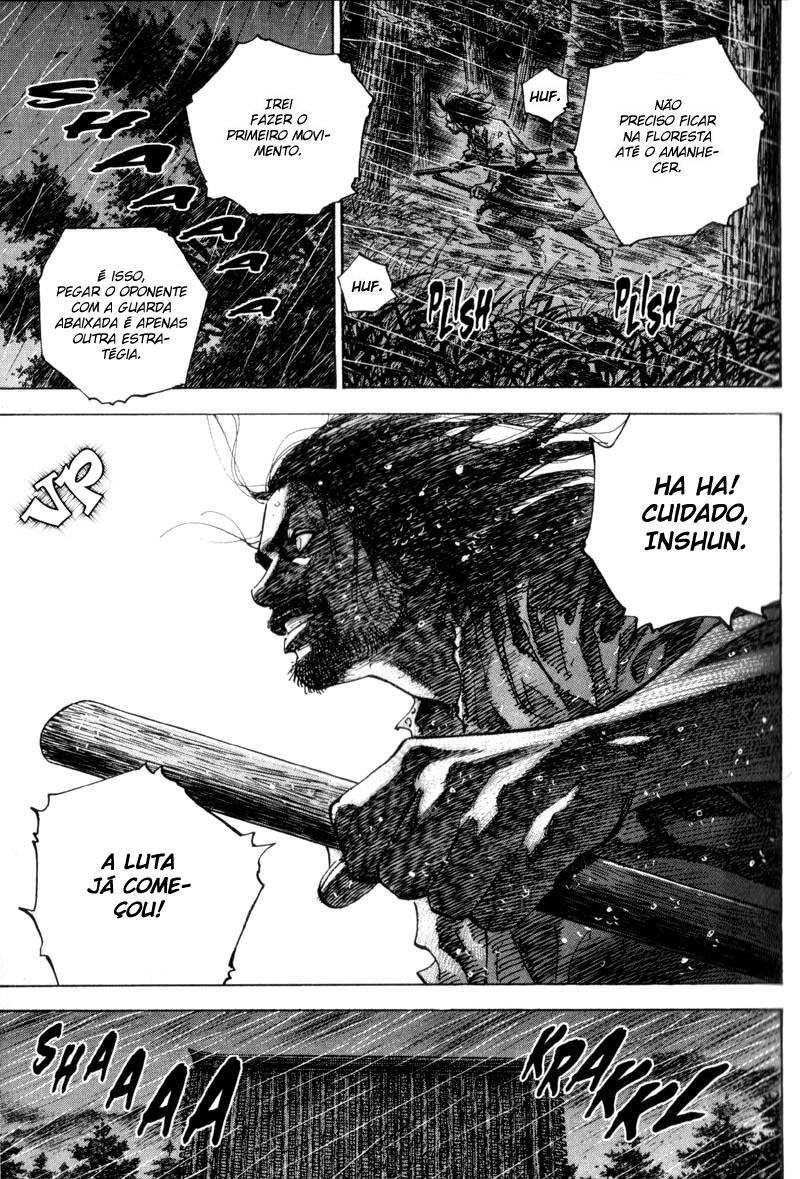 NÃO
PRECISO FICAR
NA FLORESTA
ATÉ O AMANHE-
CER.
HUF.
HUF.
PLISH
PLISH
IREI
FAZER O
PRIMEIRO MOVI-
MENTO.
SHAAAAAA
É ISSO,
PEGAR O OPONENTE
COM A GUARDA
ABAIXADA É APENAS
OUTRA ESTRA-
TÉGIA.
HA HA!
CUIDADO,
INSHUN.
VP
A LUTA
JÁ COME-
ÇOU!
KRAKKL
SHAAAA